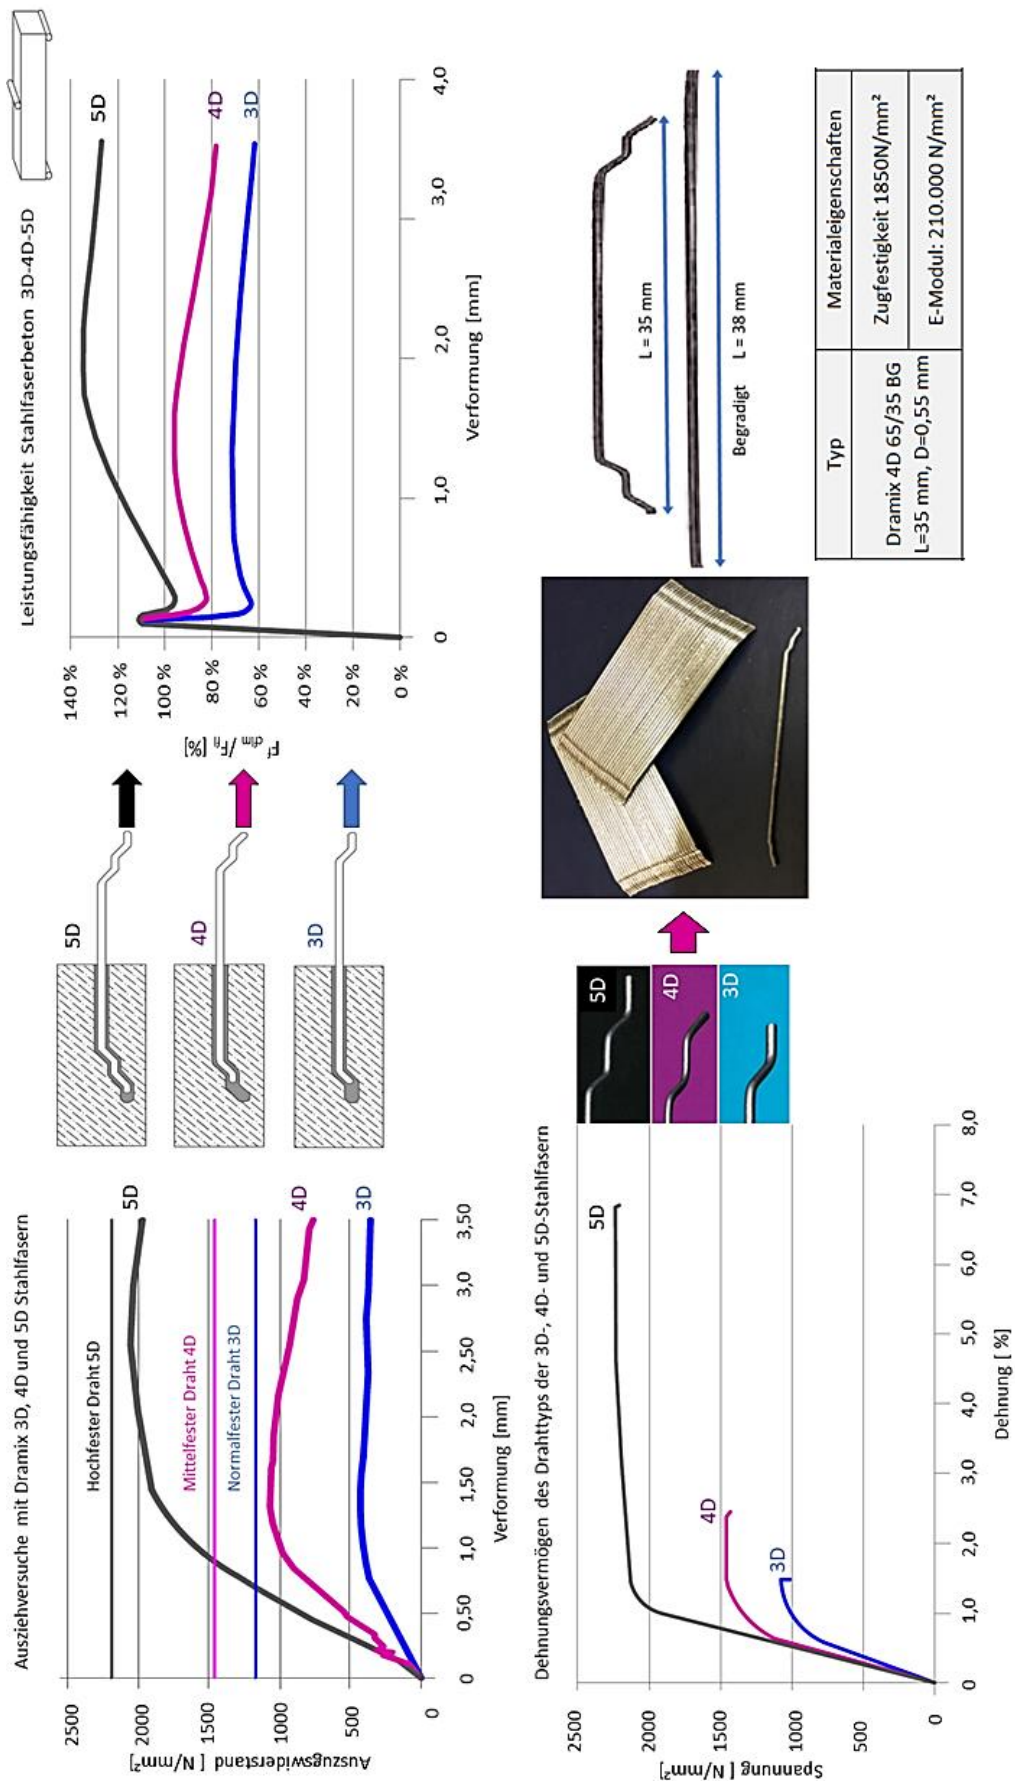 Ausziehversuche mit Dramix 3D, 4D und 5D Stahlfasern
Auszugswiderstand [ N/mm²]
2500
2000
1500
1000
500
0
Hochfester Draht 5D
Mittelfester Draht 4D
Normalfester Draht 3D
5D
4D
3D
0
0,50
1,0
1,50
2,0
2,50
3,0
3,50
Verformung [mm]
5D
4D
3D
Leistungsfähigkeit Stahlfaserbeton 3D-4D-5D
140 %
120 %
100 %
80 %
60 %
40 %
20 %
0 %
5D
4D
3D
0
1,0
2,0
3,0
4,0
Verformung [mm]
Dehnungsvermögen des Drahttyps der 3D-, 4D- und 5D-Stahlfasern
Spannung [ N/mm²]
2500
2000
1500
1000
500
0
5D
4D
3D
0
1,0
2,0
3,0
4,0
5,0
6,0
7,0
8,0
Dehnung [ %]
5D
4D
3D
L = 35 mm
Begradigt L = 38 mm
Typ
Materialeigenschaften
Dramix 4D 65/35 BG
L=35 mm, D=0,55 mm
Zugfestigkeit 1850N/mm²
E-Modul: 210.000 N/mm²